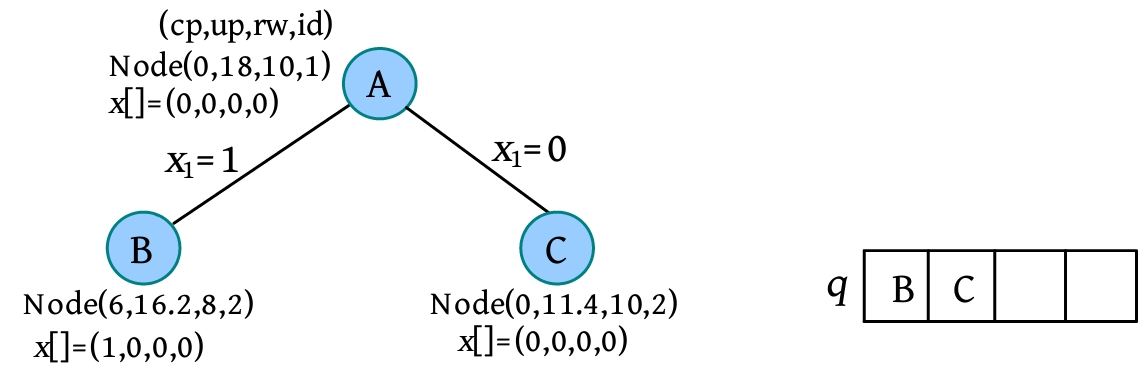 (cp,up,rw,id)
Node(0,18,10,1)
x[]=(0,0,0,0)
A
x₁=1
x₁=0
B
C
Node(6,16.2,8,2)
x[]=(1,0,0,0)
Node(0,11.4,10,2)
x[]=(0,0,0,0)
q B C